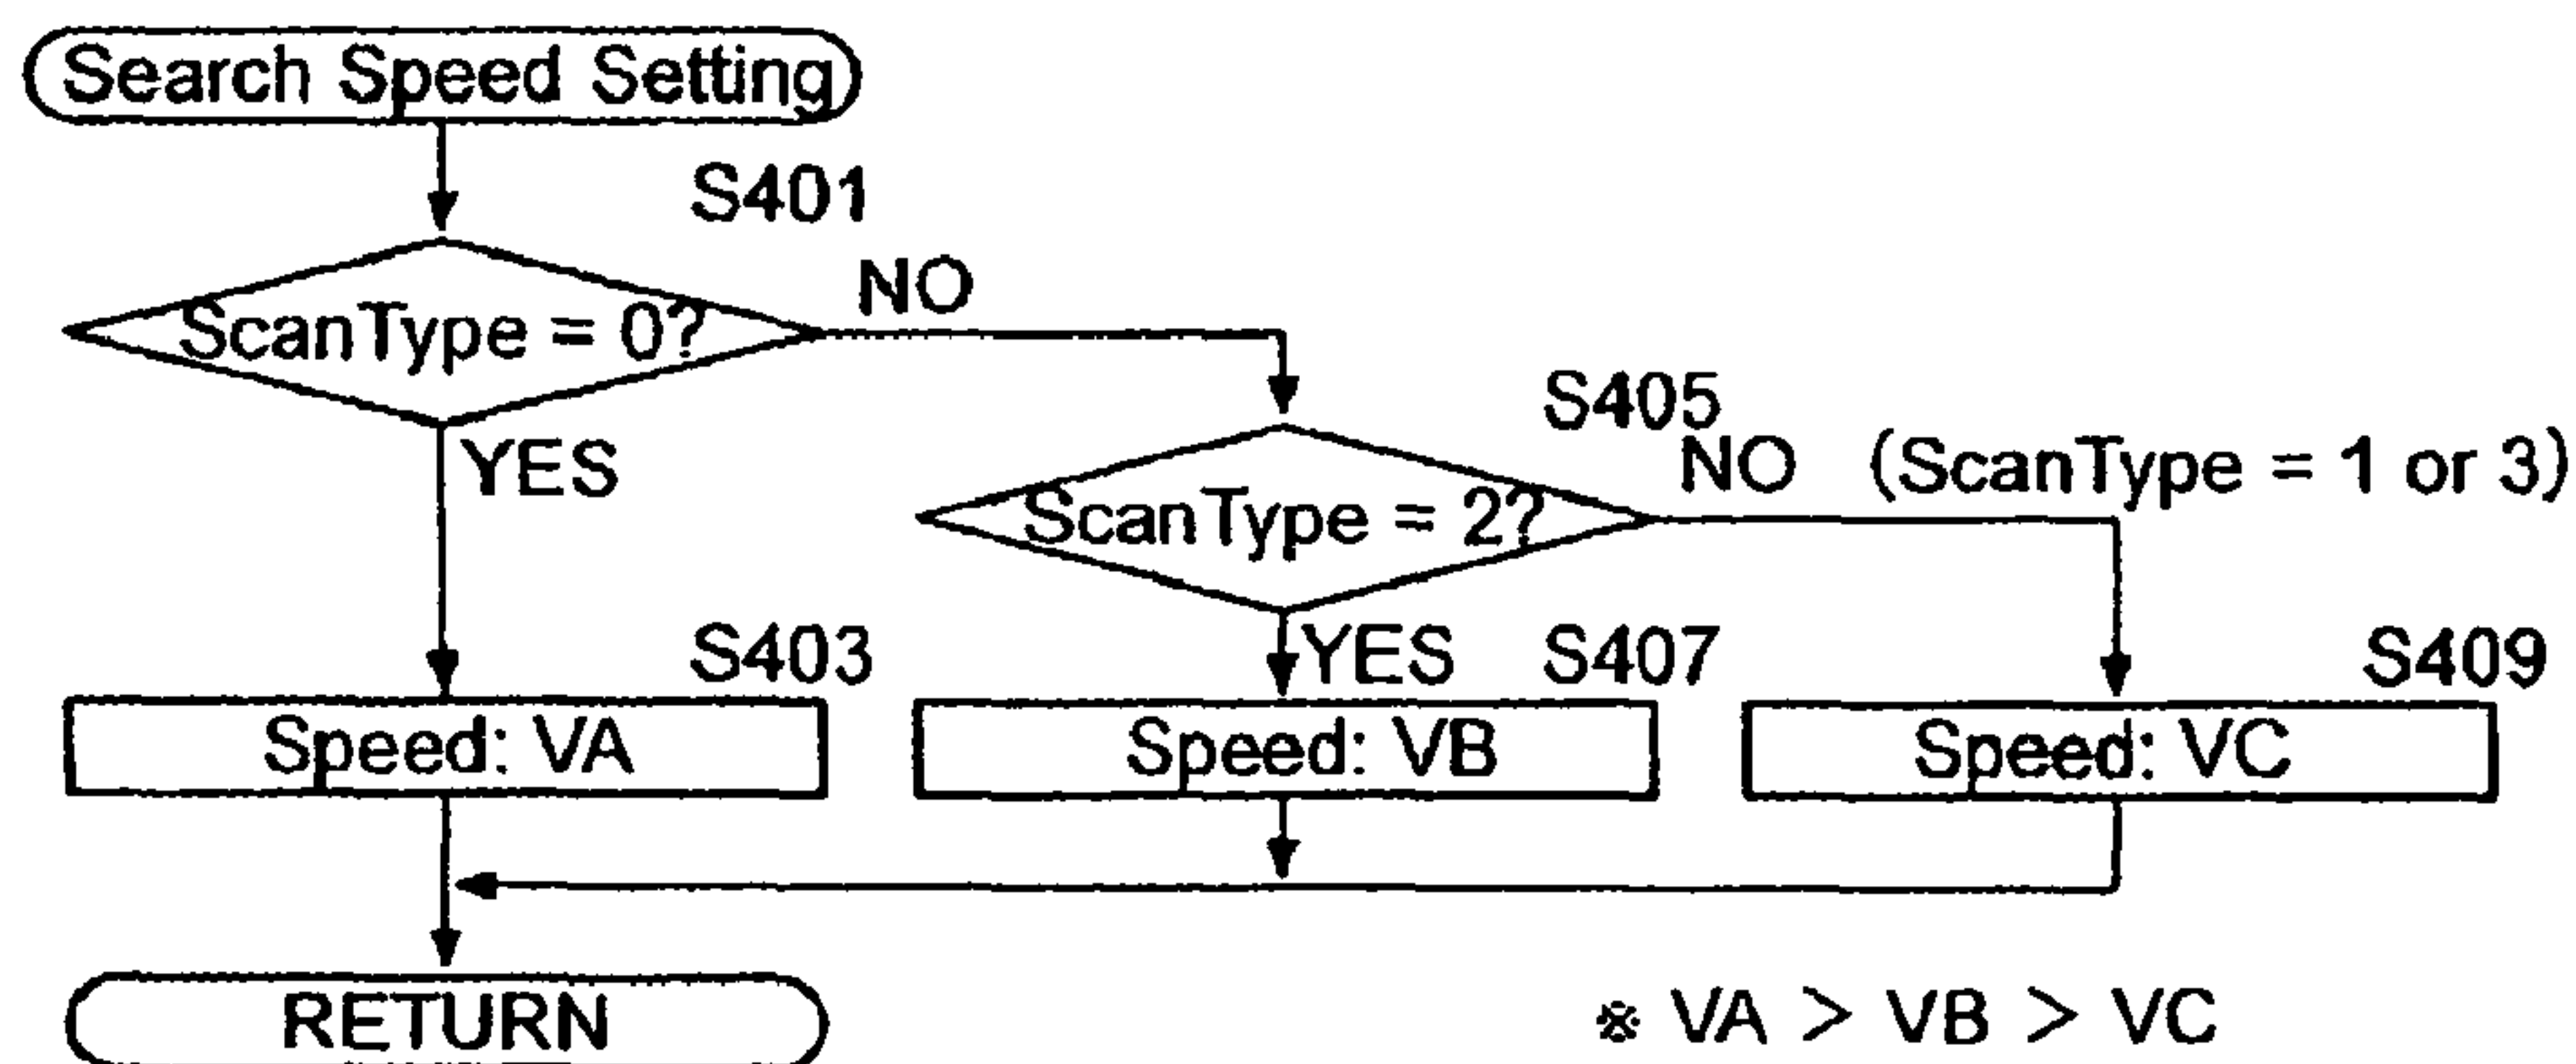 Search Speed Setting
S401
ScanType = 0?
NO
YES
S405
NO (ScanType = 1 or 3)
ScanType = 2?
YES
S403
S407
S409
Speed: VA
Speed: VB
Speed: VC
RETURN
※ VA > VB > VC